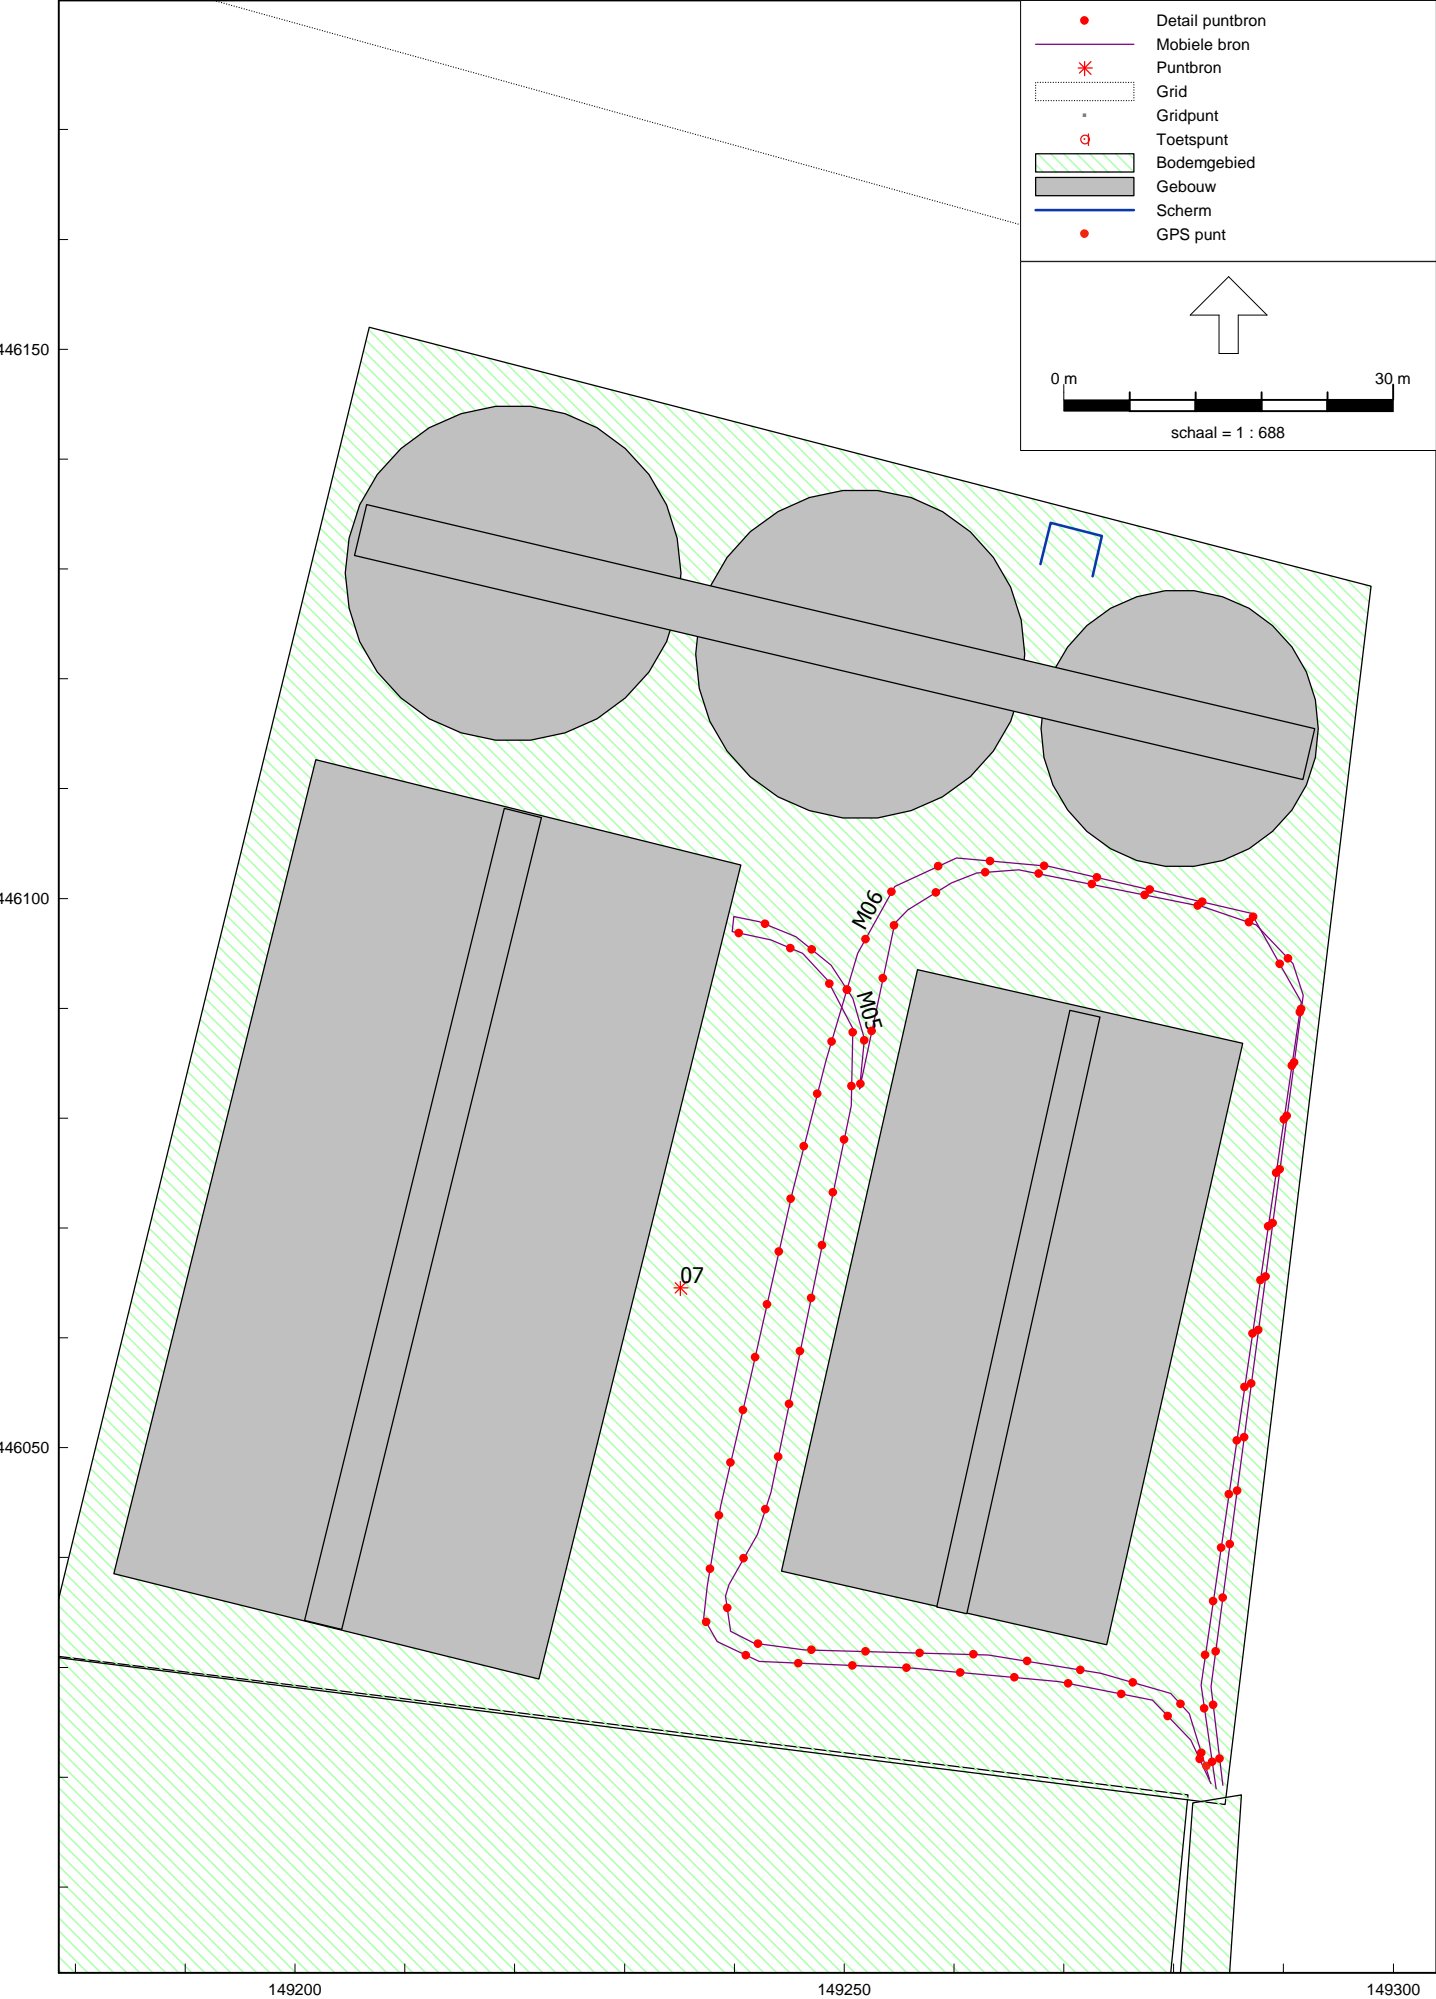 Detail puntbron
Mobiele bron
Puntbron
Grid
Gridpunt
Toetspunt
Bodemgebied
Gebouw
Scherm
GPS punt
0 m 30 m
schaal = 1 : 688
446150
446100
M06
M05
07
446050
149200 149250 149300